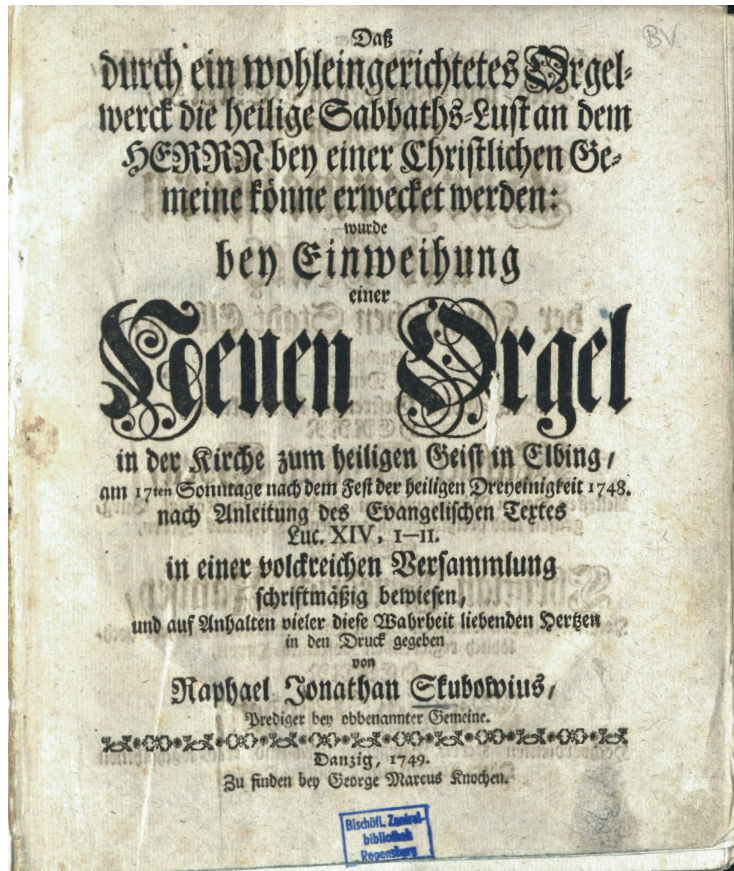 BV
Daß
durch ein wohleingerichtetes Orgel-
werck die heilige Sabbaths-Lust an dem
HERRN bey einer Christlichen Ge-
meine könne erwecket werden:
wurde
bey Einweihung
einer
Neuen Orgel
in der Kirche zum heiligen Geist in Elbing,
am 17ten Sonntage nach dem Fest der heiligen Dreyeinigkeit 1748.
nach Anleitung des Evangelischen Textes
Luc. XIV, 1—11.
in einer volckreichen Versammlung
schriftmäßig bewiesen,
und auf Anhalten vieler diese Wahrheit liebenden Hertzen
in den Druck gegeben
von
Raphael Jonathan Skubowius,
Prediger bey obbenannter Gemeine.
Danzig, 1749.
Zu finden bey George Marcus Knochen.
Bischöfl. Zentral-
bibliothek
Regensburg